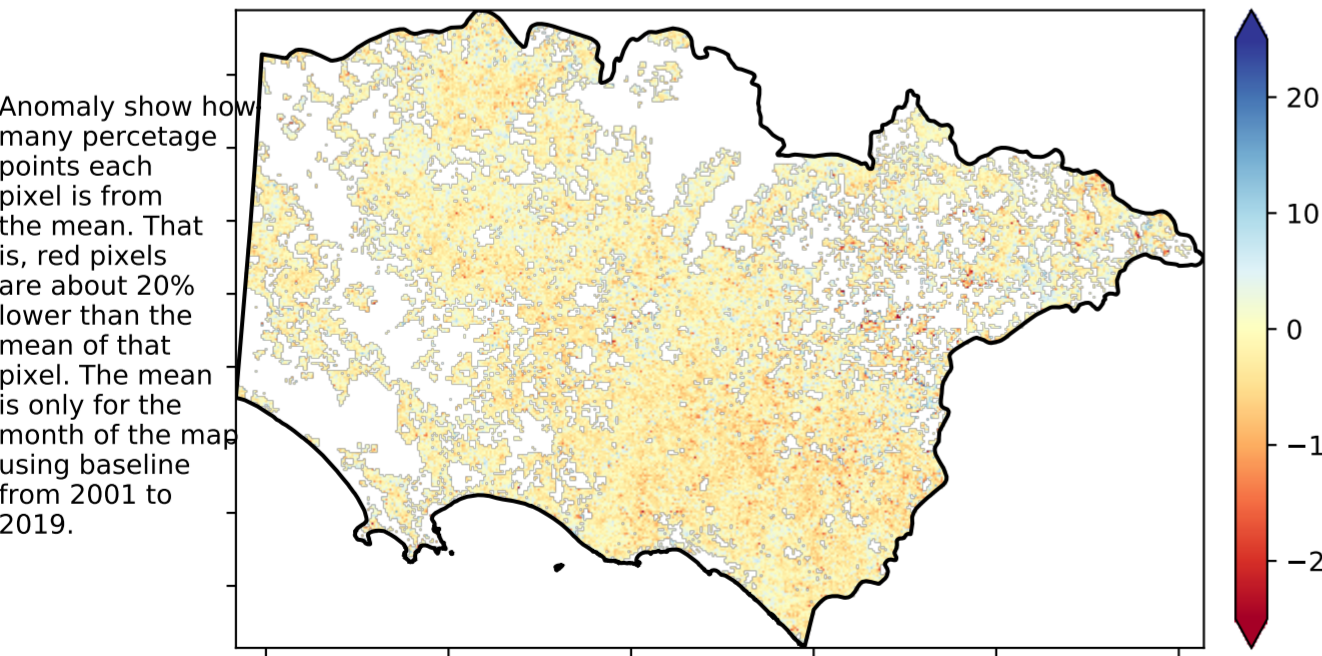 Anomaly show how
many percetage
points each
pixel is from
the mean. That
is, red pixels
are about 20%
lower than the
mean of that
pixel. The mean
is only for the
month of the map
using baseline
from 2001 to
2019.
20
10
0
−1
−2